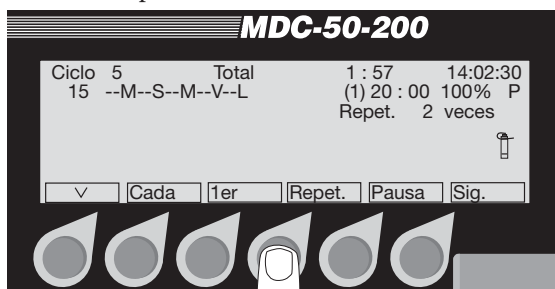 MDC-50-200
Ciclo 5 Total 1 : 57 14:02:30
15 --M--S--M--V--L (1) 20 : 00 100% P
Repet. 2 veces
Cada 1er Repet. Pausa Sig.